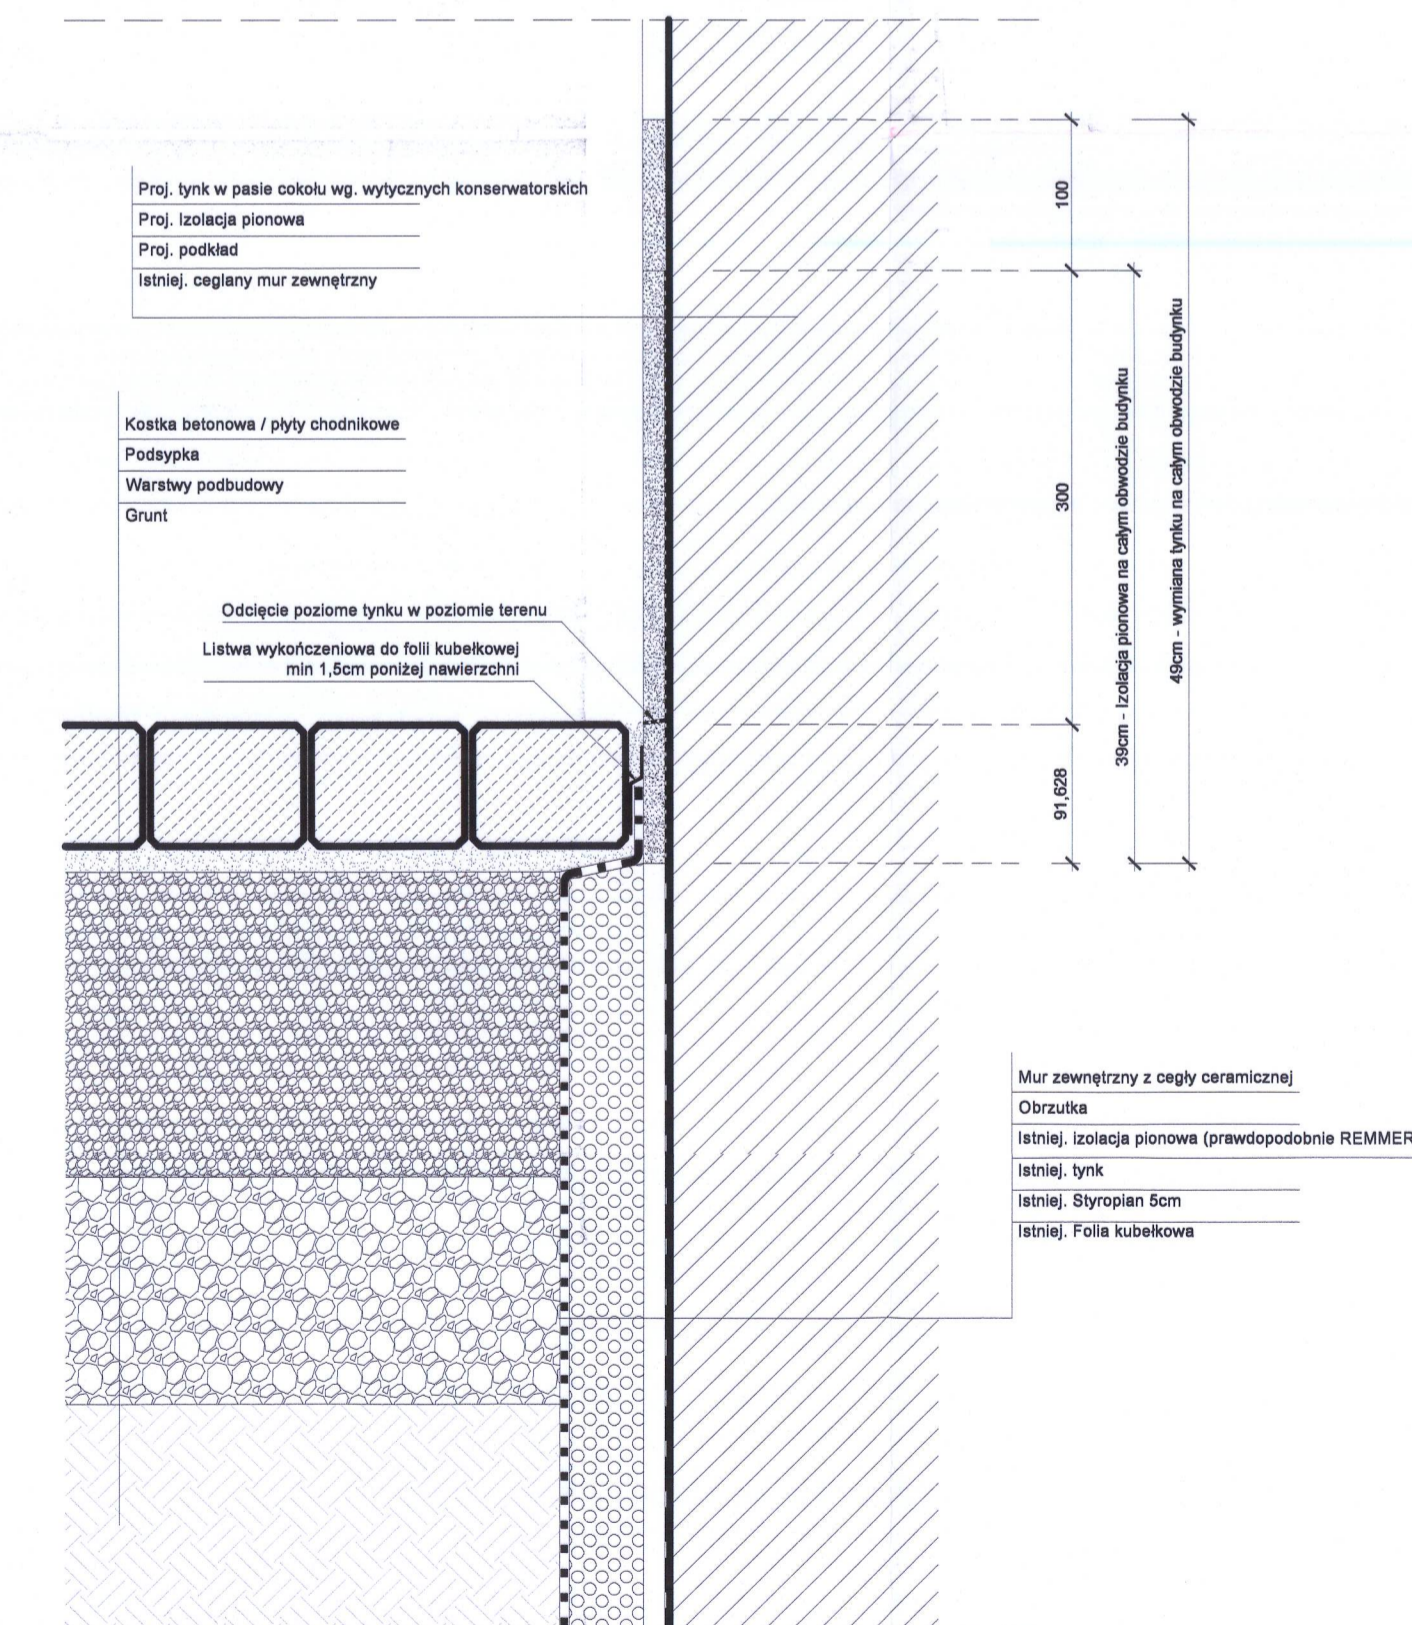 Proj. tynk w pasie cokołu wg. wytycznych konserwatorskich
Proj. Izolacja pionowa
Proj. podkład
Istniej. ceglany mur zewnętrzny
Kostka betonowa / płyty chodnikowe
Podsypka
Warstwy podbudowy
Grunt
Odcięcie poziome tynku w poziomie terenu
Listwa wykończeniowa do folii kubełkowej
min 1,5cm poniżej nawierzchni
100
300
91,628
39cm - Izolacja pionowa na całym obwodzie budynku
49cm - wymiana tynku na całym obwodzie budynku
Mur zewnętrzny z cegły ceramicznej
Obrzutka
Istniej. izolacja pionowa (prawdopodobnie REMMER
Istniej. tynk
Istniej. Styropian 5cm
Istniej. Folia kubełkowa